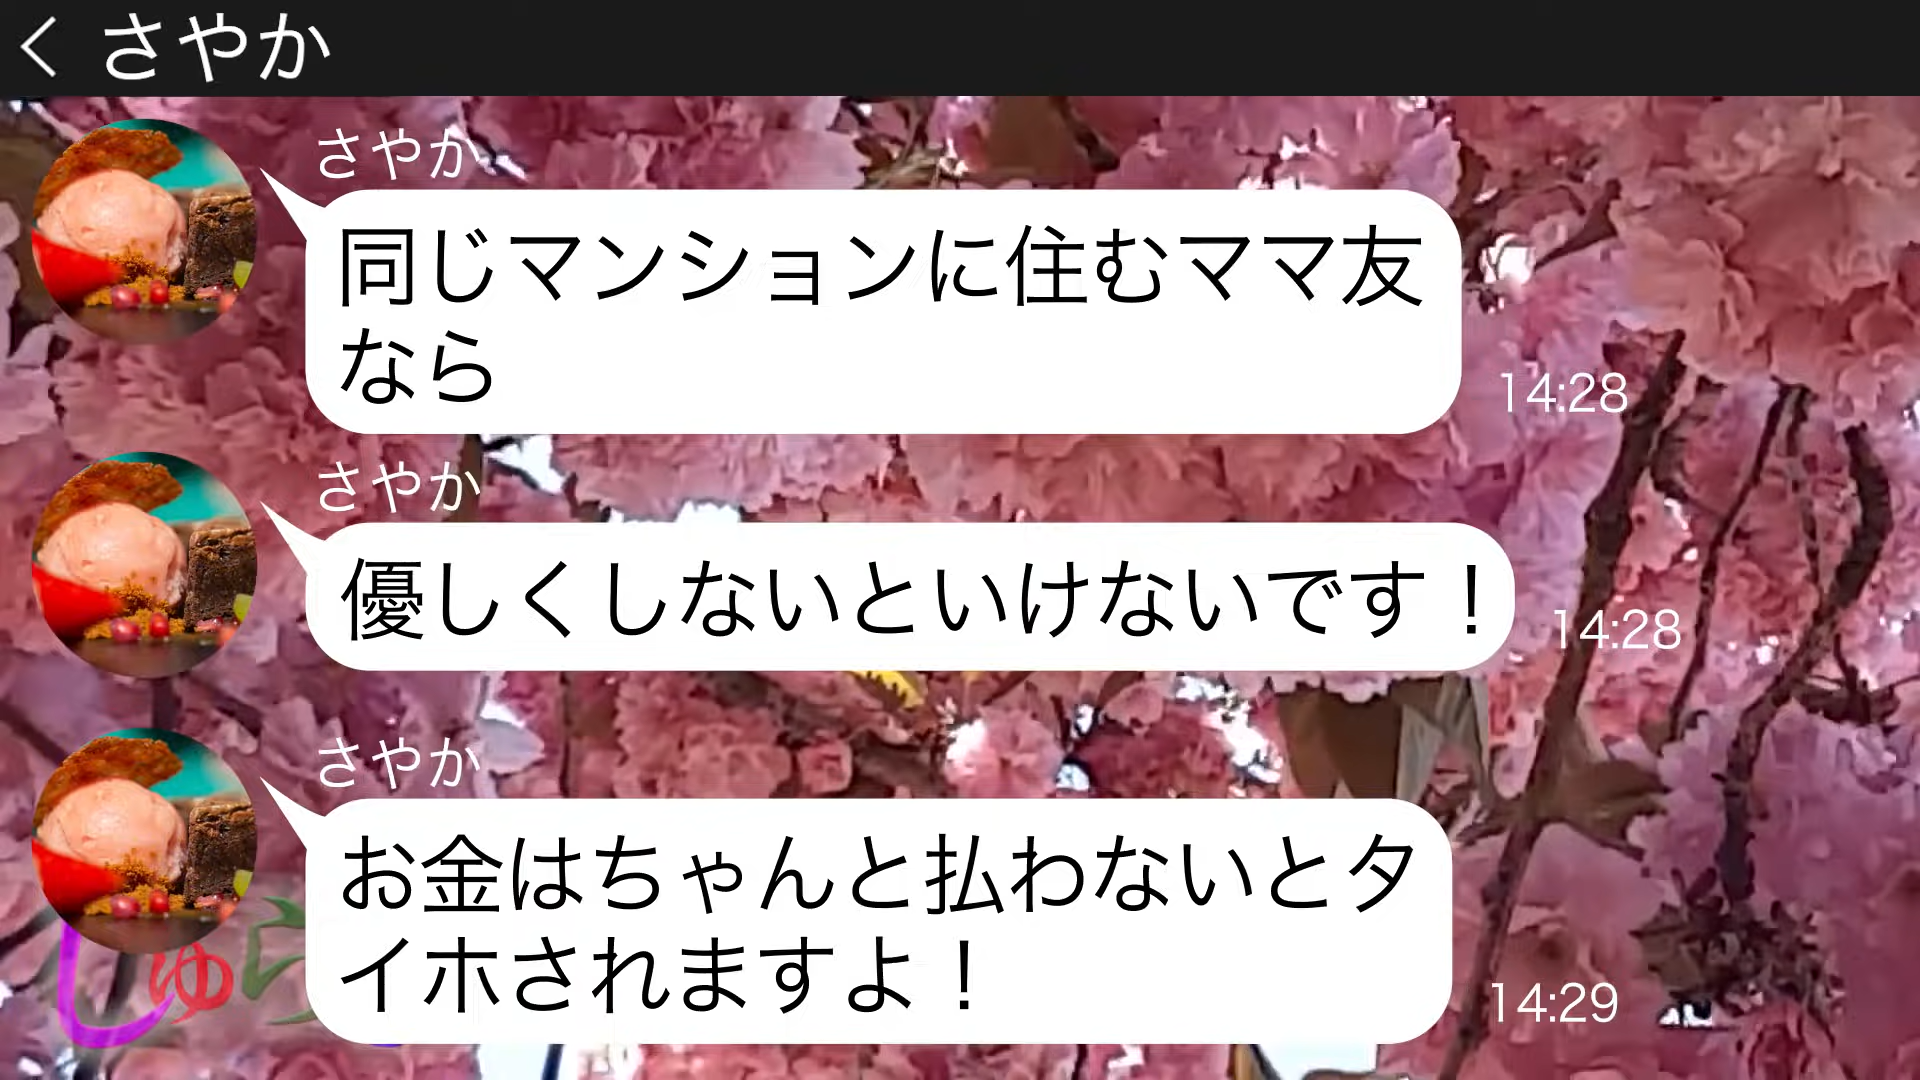 さやか
さやか
同じマンションに住むママ友
なら
14:28
さやか
優しくしないといけないです！
14:28
さやか
お金はちゃんと払わないとタ
イホされますよ！
14:29
しゅら